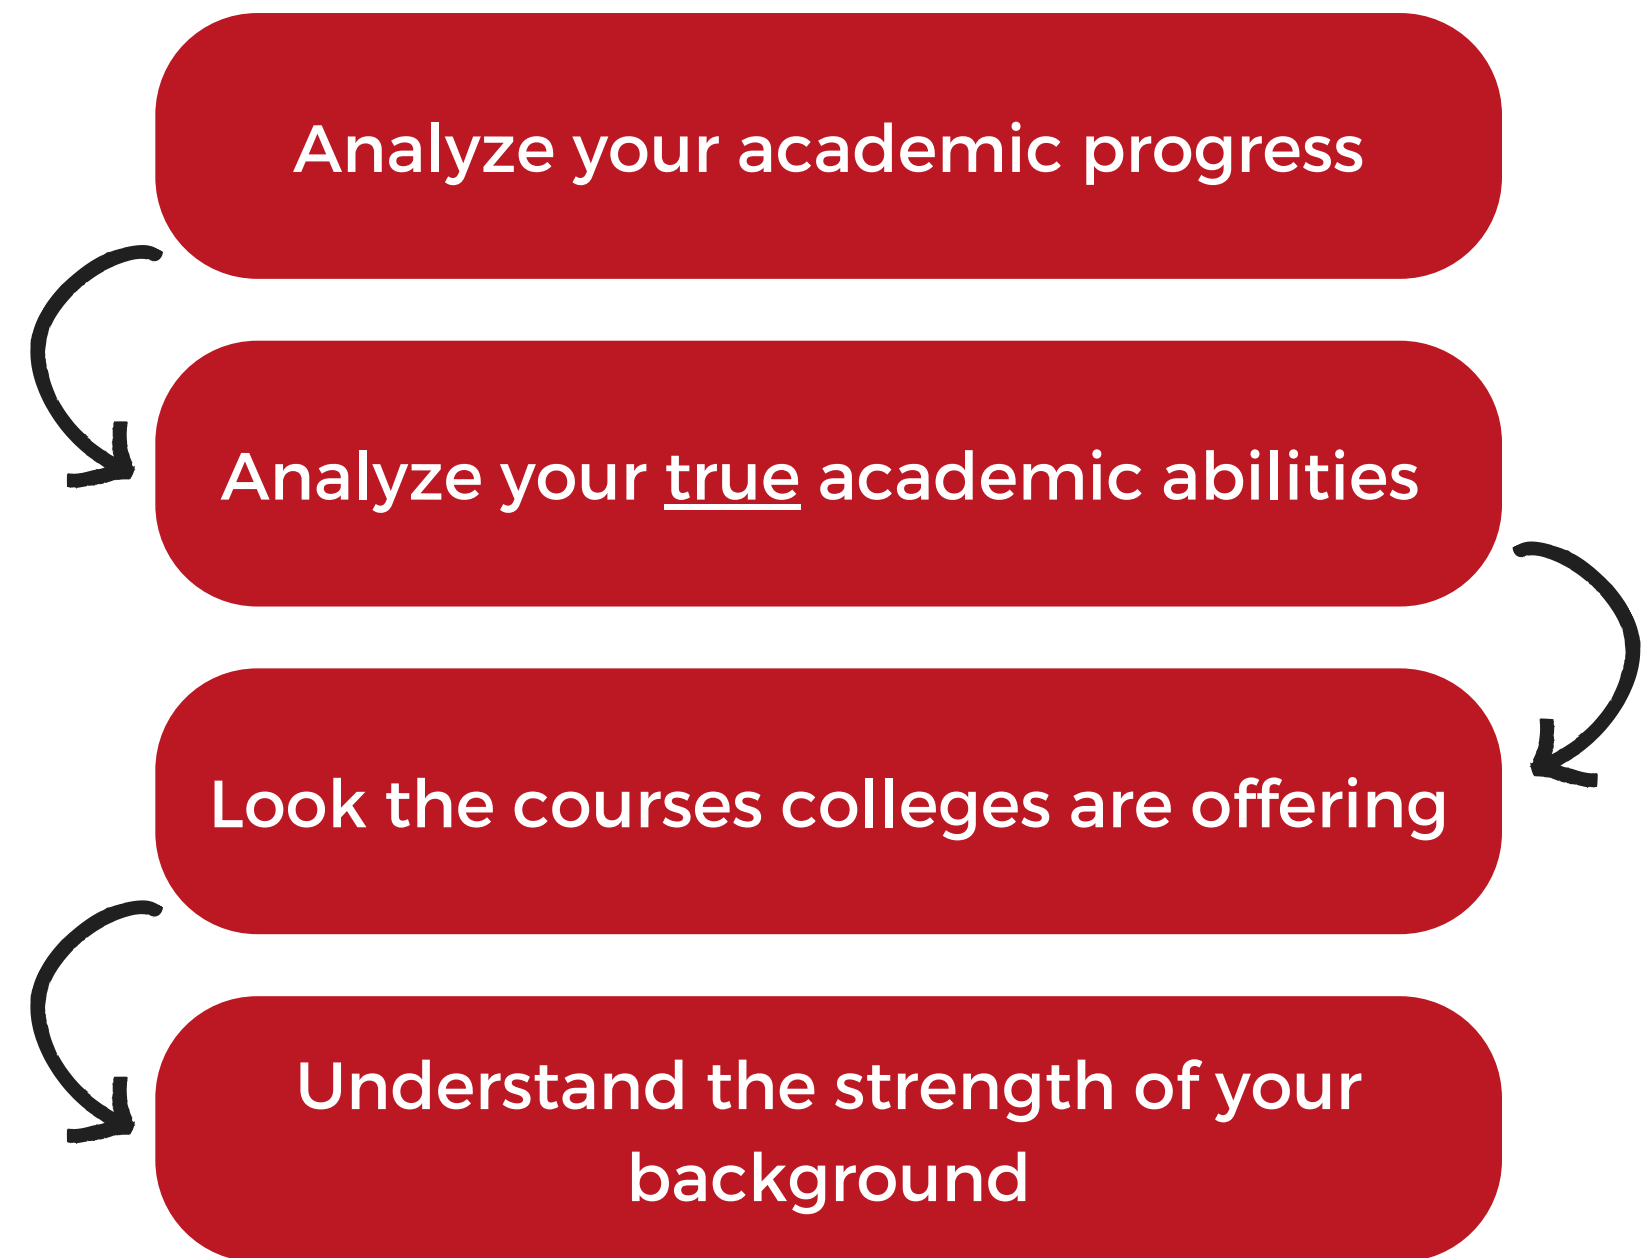 Analyze your academic progress
Analyze your true academic abilities
Look the courses colleges are offering
Understand the strength of your
background